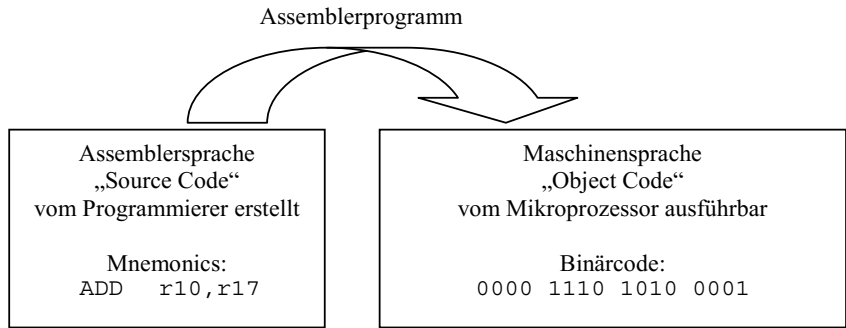 Assemblerprogramm
Assemblersprache
„Source Code“
vom Programmierer erstellt
Mnemonics:
ADD r10,r17
Maschinensprache
„Object Code“
vom Mikroprozessor ausführbar
Binärcode:
0000 1110 1010 0001